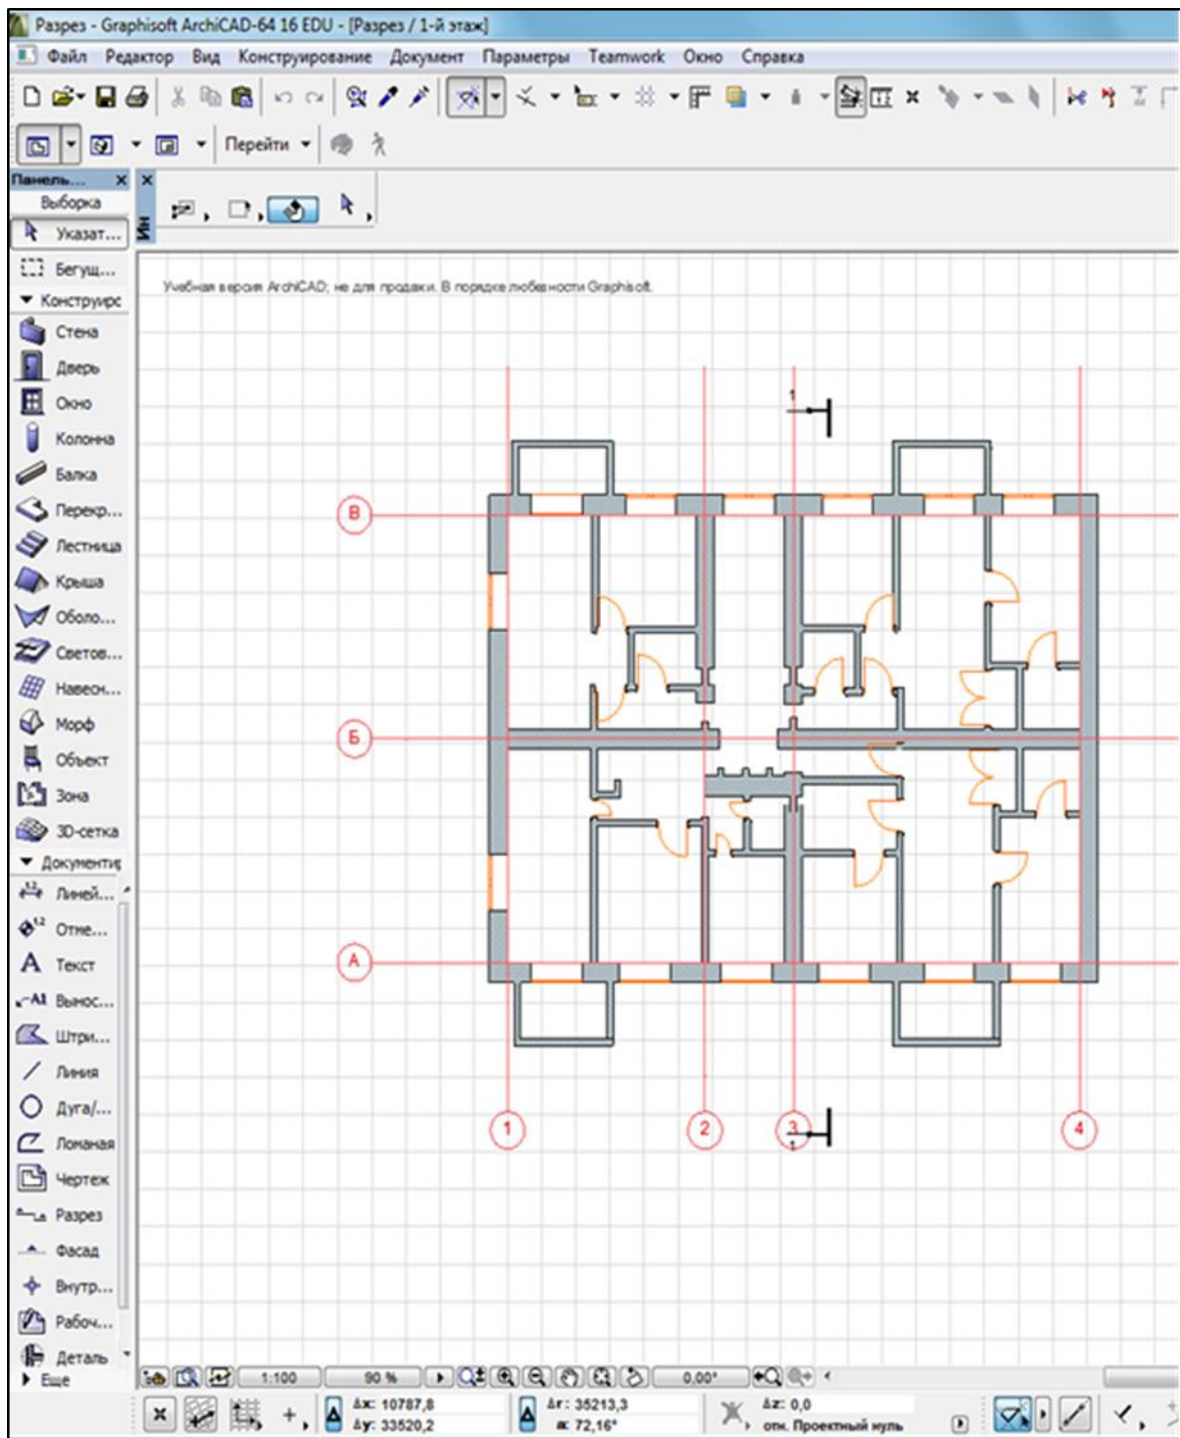 Разрез - Graphisoft ArchiCAD-64 16 EDU - [Разрез / 1-й этаж]
Файл Редактор Вид Конструирование Документ Параметры Teamwork Окно Справка
Перейти
Панель...
Выборка
Ин
Указат...
Бегущ...
Учебная версия ArchiCAD; не для продажи. В порядке любезности Graphisoft.
Конструирс
Стена
Дверь
Окно
Колонна
Балка
Перекр...
Лестница
Крыша
Оболо...
Светов...
Навесн...
Морф
Объект
Зона
3D-сетка
Документир
Линей...
Отме...
Текст
Вынос...
Штри...
Линия
Дуга/...
Ломаная
Чертеж
Разрез
Фасад
Внутр...
Рабоч...
Деталь
Еще
1
В
Б
А
1 2 3 4
1
1:100 90 % 0,00°
Δx: 10787,8 Δr: 35213,3 Δz: 0,0
Δy: 33520,2 α: 72,16° отн. Проектный нуль